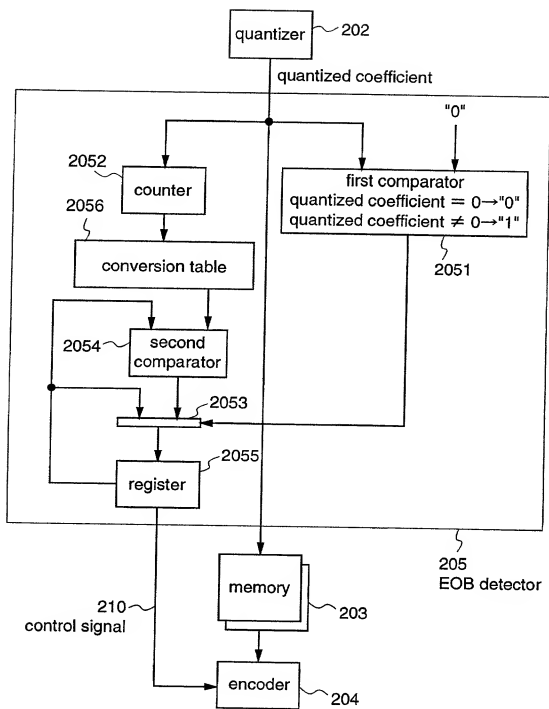 quantizer
202
quantized coefficient
"0"
2052
counter
first comparator
quantized coefficient = 0→"0"
quantized coefficient ≠ 0→"1"
2051
2056
conversion table
2054
second
comparator
2053
2055
register
205
EOB detector
memory
203
210
control signal
encoder
204